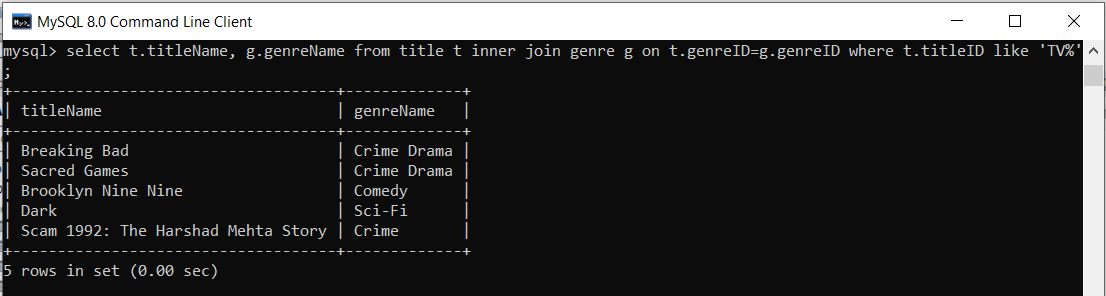 MySQL 8.0 Command Line Client
mysql> select t.titleName, g.genreName from title t inner join genre g on t.genreID=g.genreID where t.titleID like 'TV%'
;
+-----------------------------------+-------------+
| titleName                         | genreName   |
+-----------------------------------+-------------+
| Breaking Bad                      | Crime Drama |
| Sacred Games                      | Crime Drama |
| Brooklyn Nine Nine                | Comedy      |
| Dark                              | Sci-Fi      |
| Scam 1992: The Harshad Mehta Story | Crime       |
+-----------------------------------+-------------+
5 rows in set (0.00 sec)